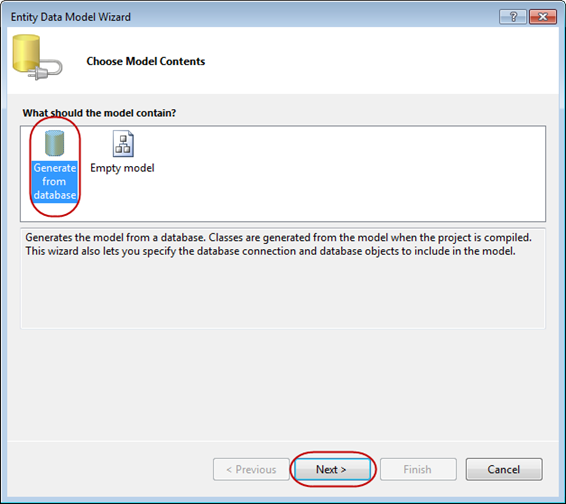 Entity Data Model Wizard
Choose Model Contents
What should the model contain?
Generate
from
database
Empty model
Generates the model from a database. Classes are generated from the model when the project is compiled.
This wizard also lets you specify the database connection and database objects to include in the model.
< Previous
Next >
Finish
Cancel